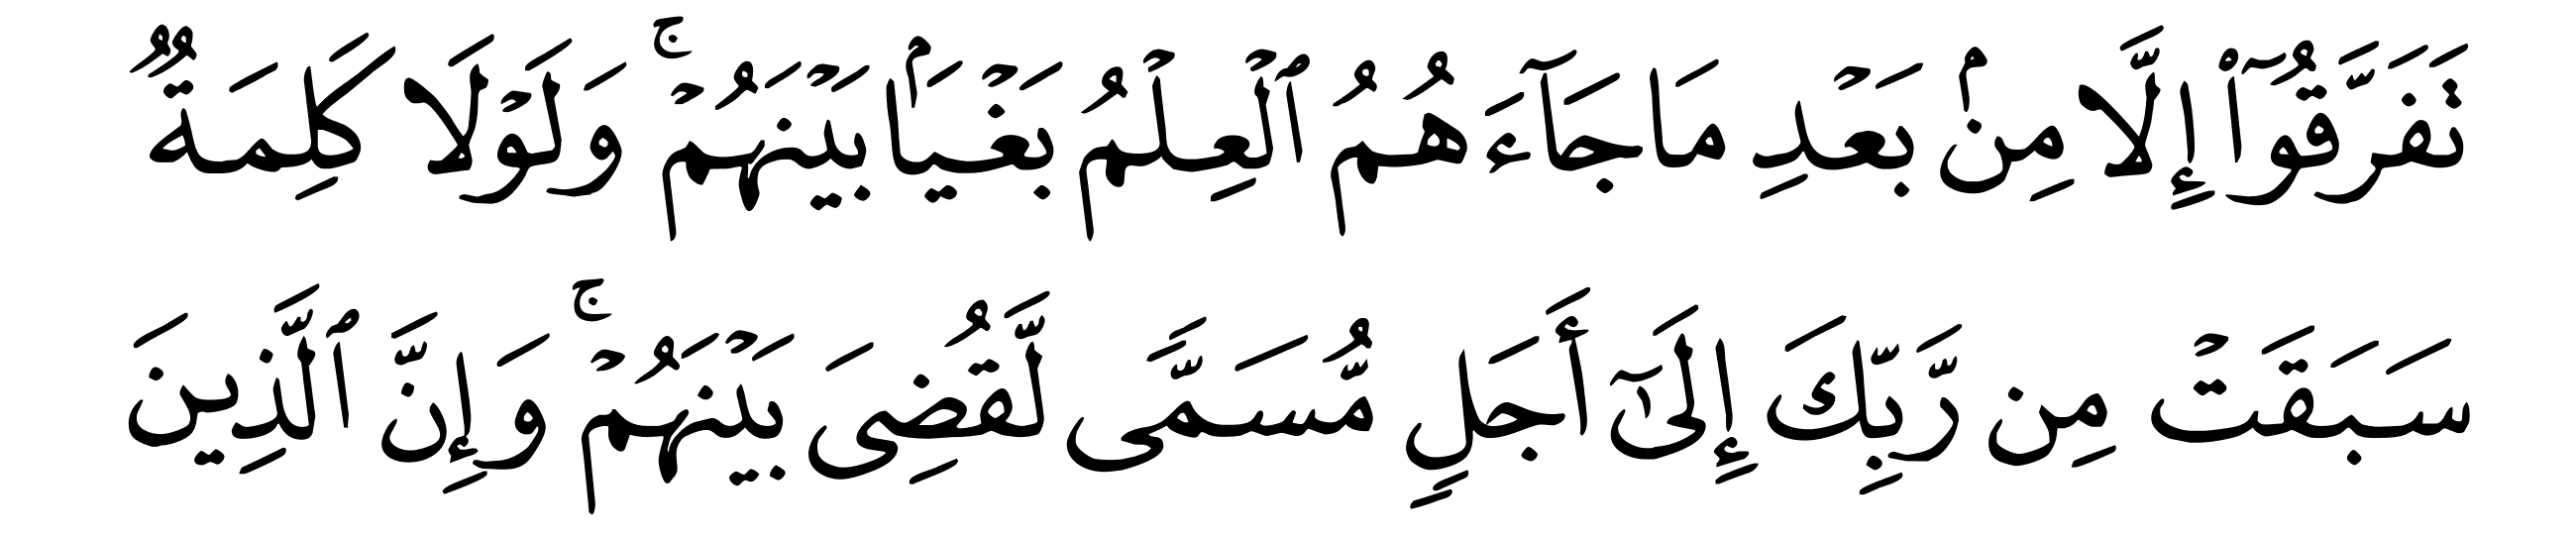 تَفَرَّقُوٓا۟ إِلَّا مِنۢ بَعْدِ مَا جَآءَهُمُ ٱلْعِلْمُ بَغْيَۢا بَيْنَهُمْ ۚ وَلَوْلَا كَلِمَةٌ
سَبَقَتْ مِن رَّبِّكَ إِلَىٰٓ أَجَلٍ مُّسَمًّى لَّقُضِىَ بَيْنَهُمْ ۚ وَإِنَّ ٱلَّذِينَ